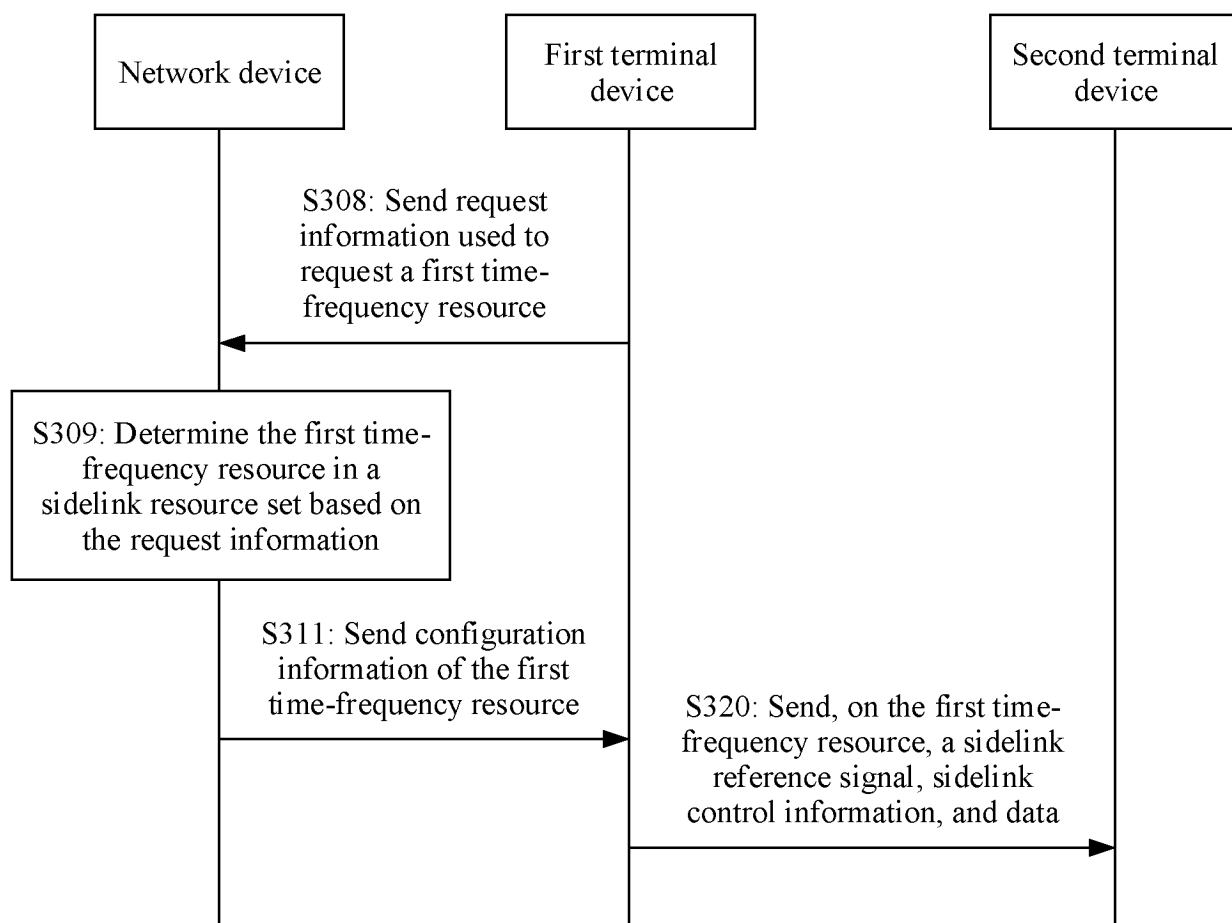 Network device
First terminal
device
Second terminal
device
S308: Send request
information used to
request a first time-
frequency resource
S309: Determine the first time-
frequency resource in a
sidelink resource set based on
the request information
S311: Send configuration
information of the first
time-frequency resource
S320: Send, on the first time-
frequency resource, a sidelink
reference signal, sidelink
control information, and data